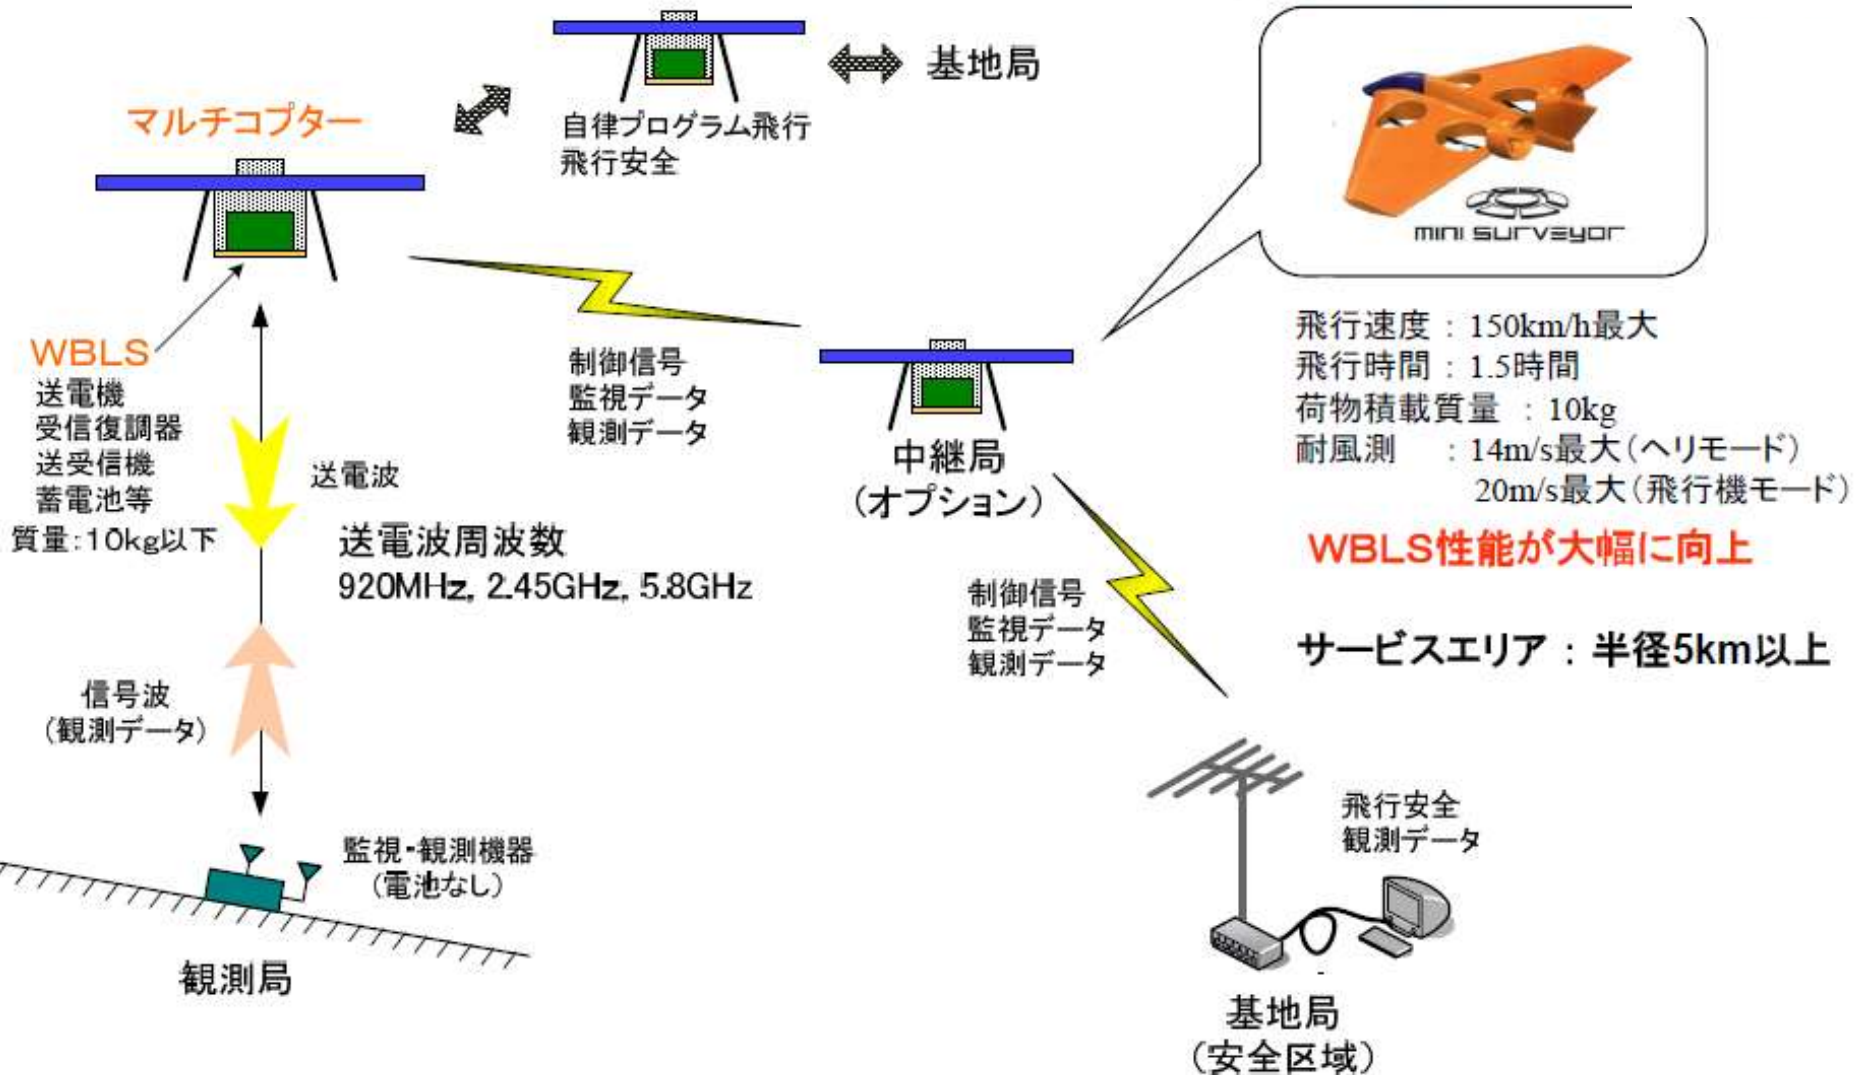 基地局
マルチコプター
自律プログラム飛行
飛行安全
mini surveyor
WBLS
送電機
受信復調器
送受信機
蓄電池等
質量:10kg以下
送電波
送電波周波数
920MHz, 2.45GHz, 5.8GHz
信号波
(観測データ)
監視・観測機器
(電池なし)
観測局
制御信号
監視データ
観測データ
中継局
(オプション)
制御信号
監視データ
観測データ
飛行速度 : 150km/h最大
飛行時間 : 1.5時間
荷物積載質量 : 10kg
耐風測 : 14m/s最大(ヘリモード)
20m/s最大(飛行機モード)
WBLS性能が大幅に向上
サービスエリア : 半径5km以上
飛行安全
観測データ
基地局
(安全区域)